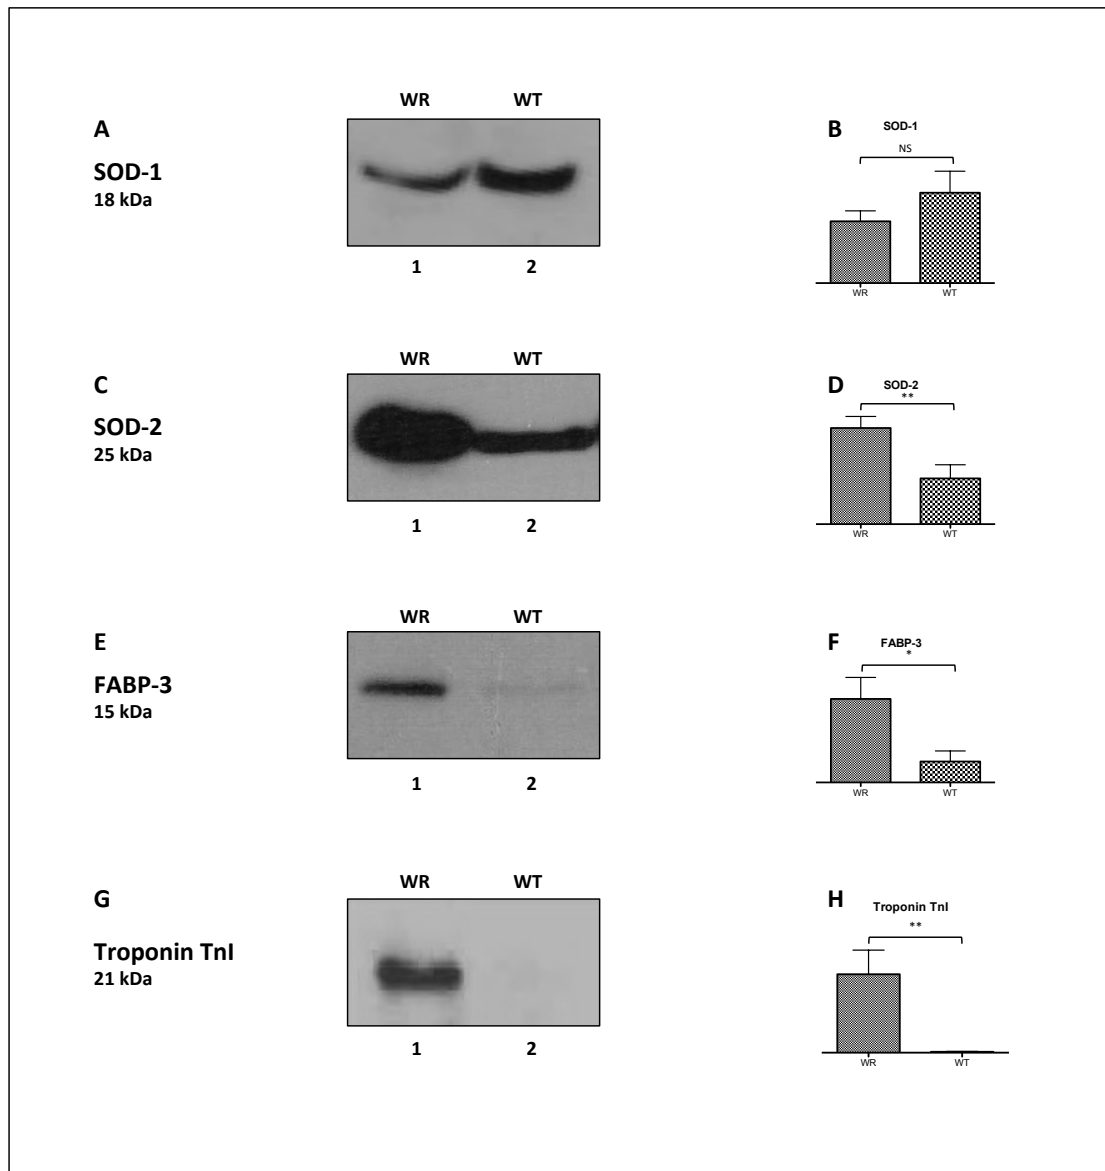 WR WT
A
SOD-1
18 kDa
1 2
B
SOD-1
NS
WR WT
WR WT
C
SOD-2
25 kDa
1 2
D
SOD-2
**
WR WT
WR WT
E
FABP-3
15 kDa
1 2
F
FABP-3
*
WR WT
WR WT
G
Troponin TnI
21 kDa
1 2
H
Troponin TnI
**
WR WT